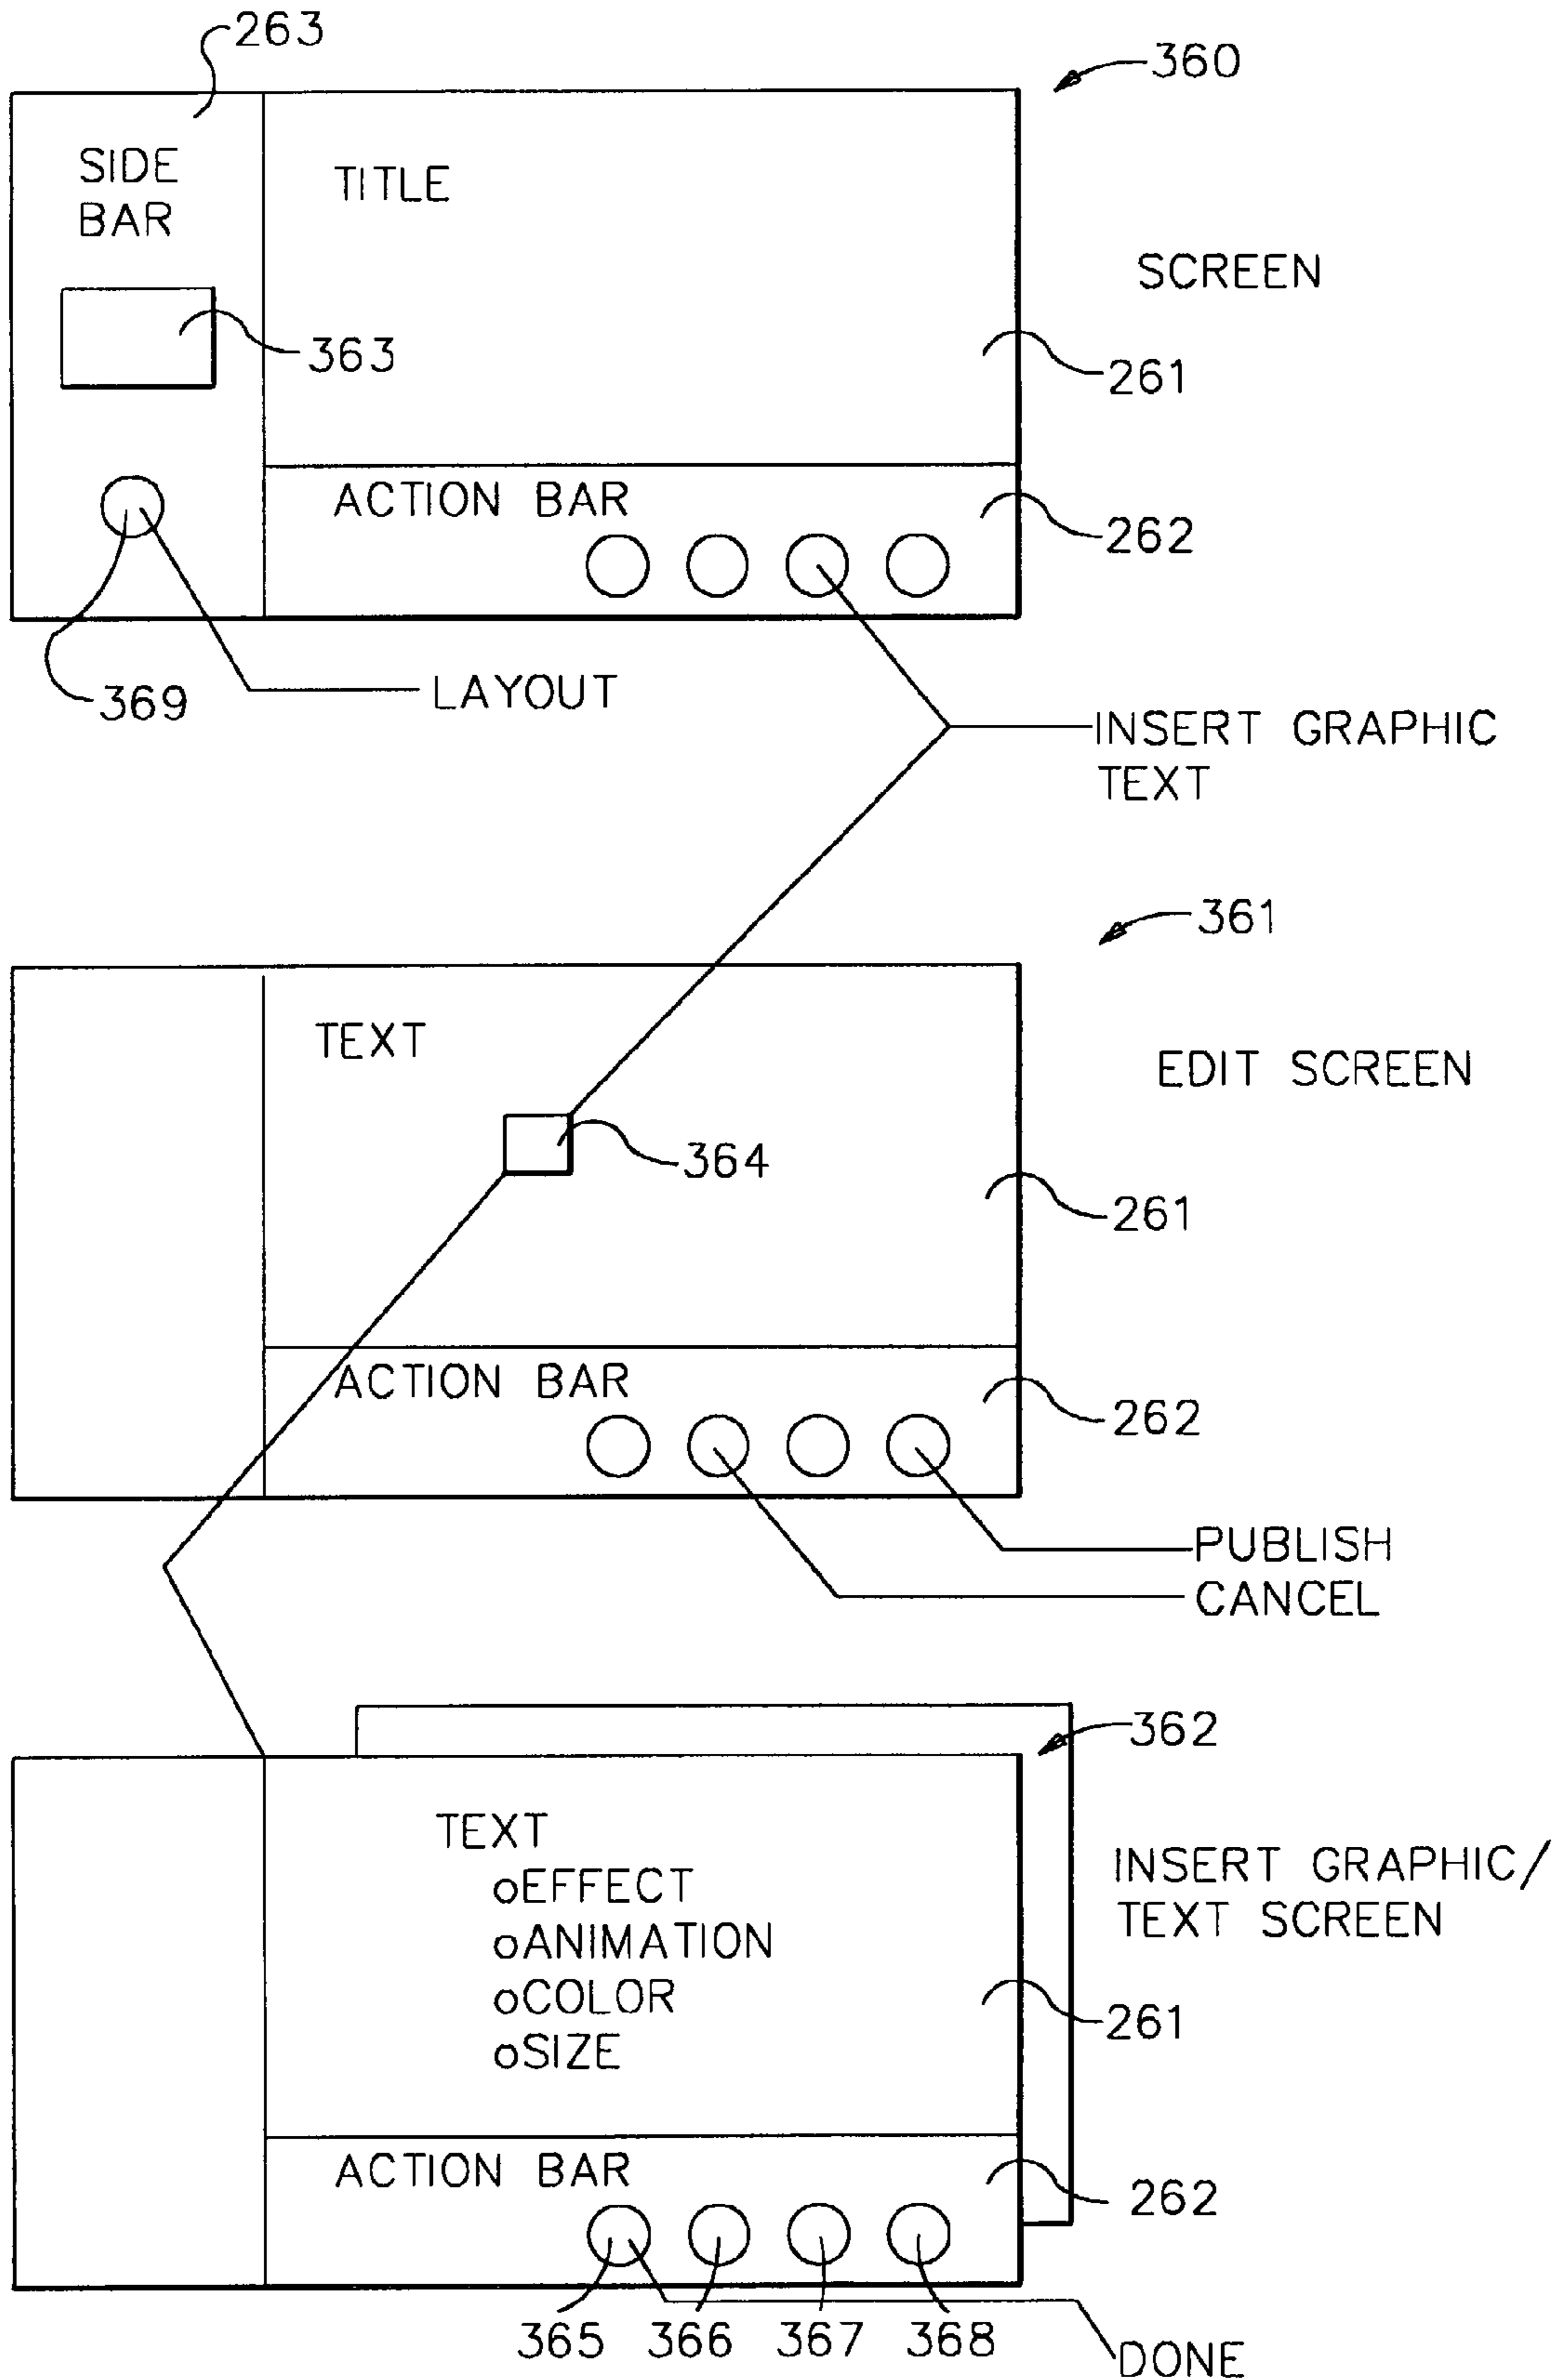 263
360
SIDE
BAR
TITLE
SCREEN
363
261
ACTION BAR
262
369
LAYOUT
INSERT GRAPHIC
TEXT
361
TEXT
EDIT SCREEN
364
261
ACTION BAR
262
PUBLISH
CANCEL
362
TEXT
oEFFECT
oANIMATION
oCOLOR
oSIZE
INSERT GRAPHIC/
TEXT SCREEN
261
ACTION BAR
262
365 366 367 368
DONE